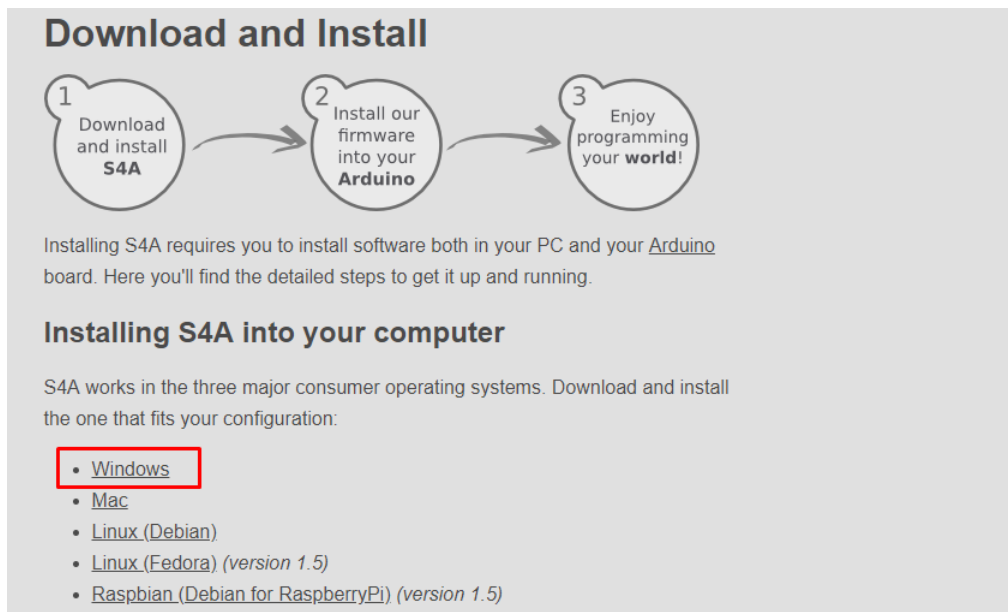 Download and Install
1
Download
and install
S4A
2
Install our
firmware
into your
Arduino
3
Enjoy
programming
your world!
Installing S4A requires you to install software both in your PC and your Arduino
board. Here you'll find the detailed steps to get it up and running.
Installing S4A into your computer
S4A works in the three major consumer operating systems. Download and install
the one that fits your configuration:
• Windows
• Mac
• Linux (Debian)
• Linux (Fedora) (version 1.5)
• Raspbian (Debian for RaspberryPi) (version 1.5)